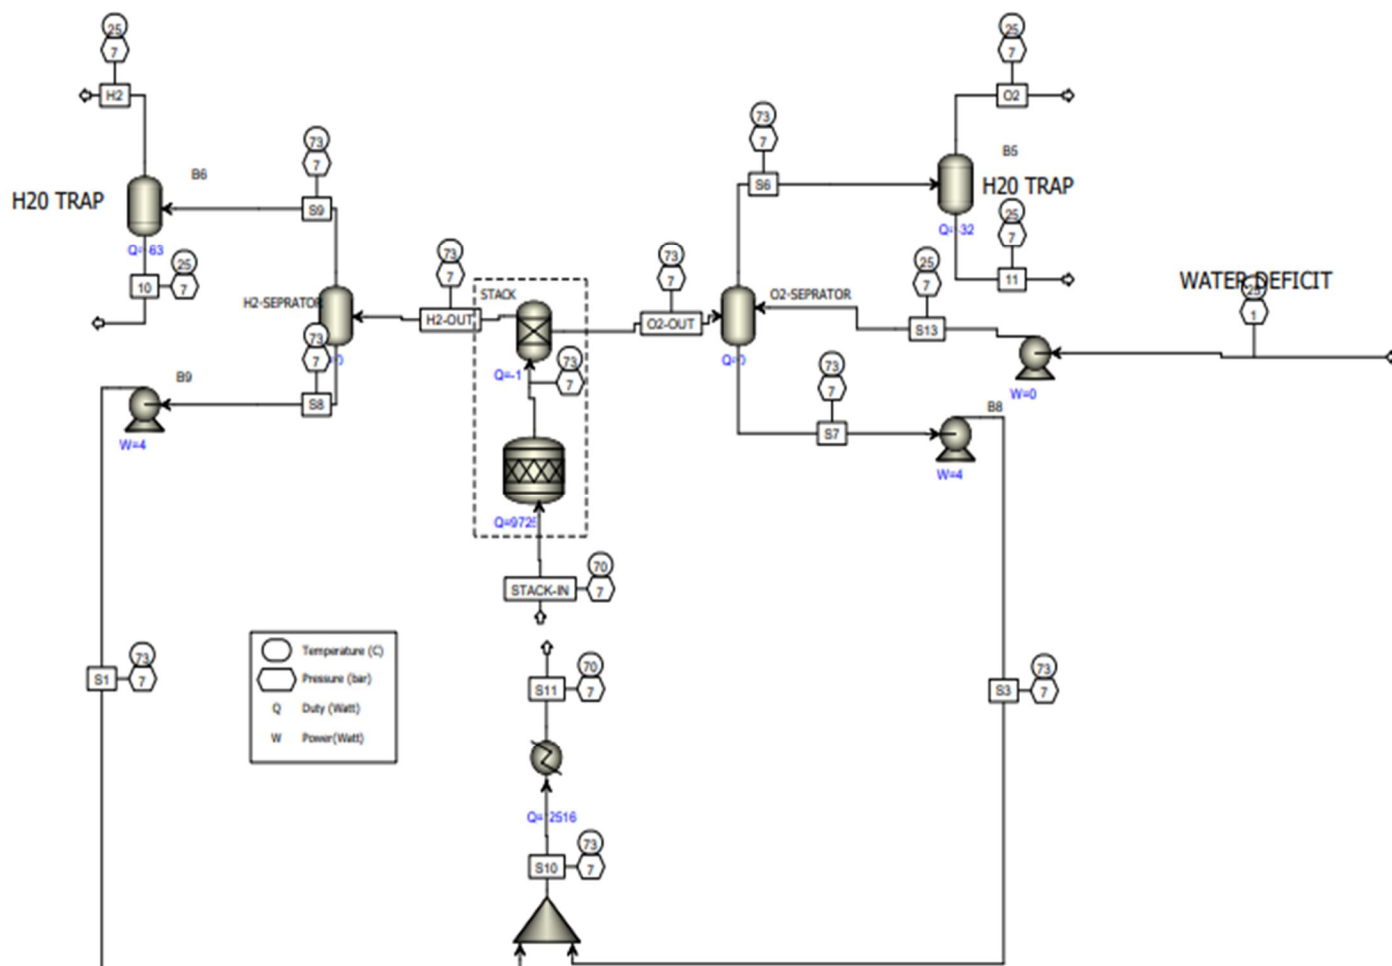 25
7
H2
25
7
O2
73
7
B6
S9
H20 TRAP
Q=-63
25
7
10
73
7
S6
B5
H20 TRAP
Q=-32
25
7
11
WATER DEFICIT
25
1
73
7
H2-OUT
H2-SEPRATOR
STACK
Q=-1
73
7
O2-OUT
O2-SEPRATOR
Q=0
25
7
S13
W=0
73
7
S8
B9
W=4
73
7
73
7
S7
B8
W=4
STACK-IN
70
7
Temperature (C)
Pressure (bar)
Q Duty (Watt)
W Power(Watt)
S1
73
7
S11
70
7
S3
73
7
S10
73
7